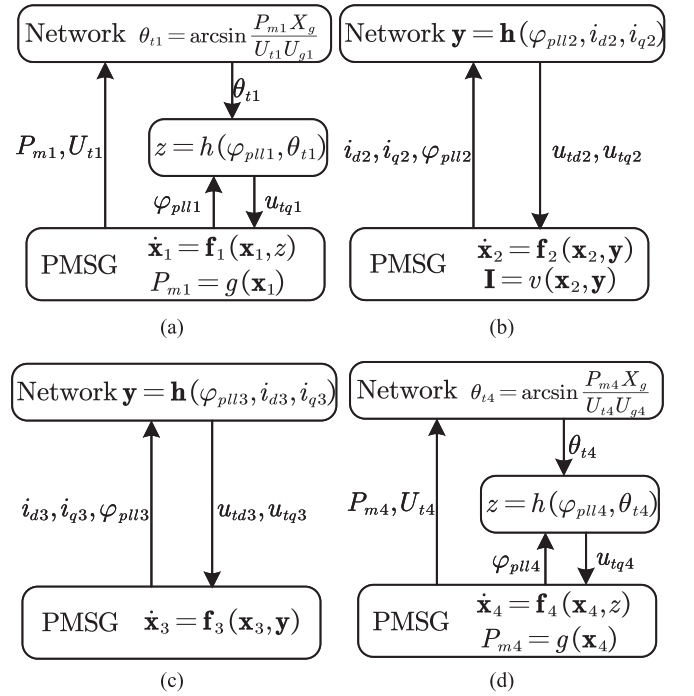 Network θt1 = arcsin Pm1Xg / Ut1Ug1
θt1
Pm1, Ut1
z = h(φpll1, θt1)
φpll1
utq1
PMSG
ẋ1 = f1(x1, z)
Pm1 = g(x1)
(a)
Network y = h(φpll2, id2, iq2)
id2, iq2, φpll2
utd2, utq2
PMSG
ẋ2 = f2(x2, y)
I = v(x2, y)
(b)
Network y = h(φpll3, id3, iq3)
id3, iq3, φpll3
utd3, utq3
PMSG ẋ3 = f3(x3, y)
(c)
Network θt4 = arcsin Pm4Xg / Ut4Ug4
θt4
Pm4, Ut4
z = h(φpll4, θt4)
φpll4
utq4
PMSG
ẋ4 = f4(x4, z)
Pm4 = g(x4)
(d)